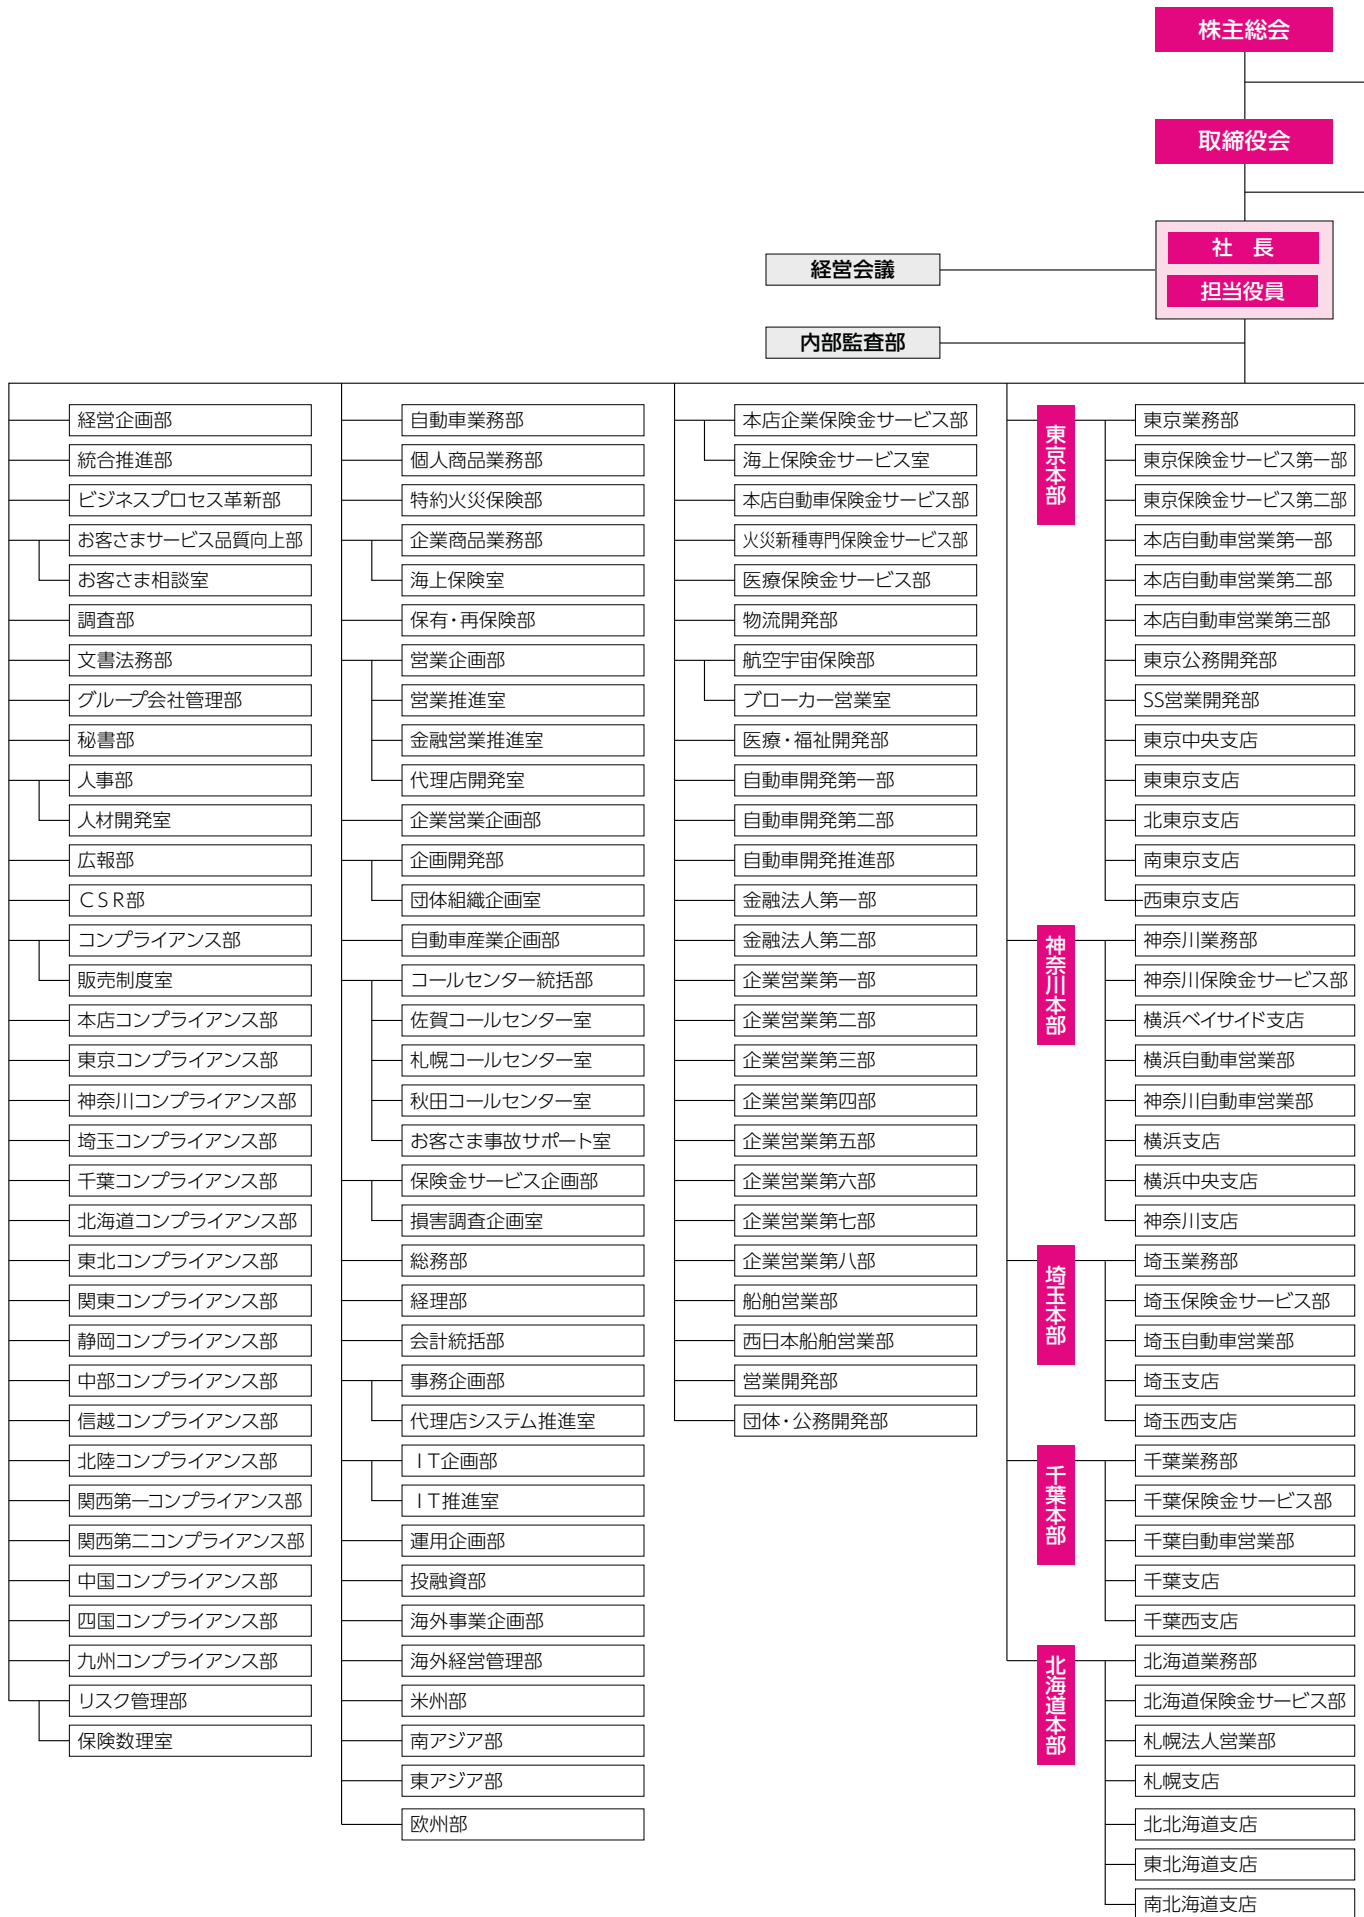 株主総会
取締役会
社　長
担当役員
経営会議
内部監査部
経営企画部
統合推進部
ビジネスプロセス革新部
お客さまサービス品質向上部
お客さま相談室
調査部
文書法務部
グループ会社管理部
秘書部
人事部
人材開発室
広報部
ＣＳＲ部
コンプライアンス部
販売制度室
本店コンプライアンス部
東京コンプライアンス部
神奈川コンプライアンス部
埼玉コンプライアンス部
千葉コンプライアンス部
北海道コンプライアンス部
東北コンプライアンス部
関東コンプライアンス部
静岡コンプライアンス部
中部コンプライアンス部
信越コンプライアンス部
北陸コンプライアンス部
関西第一コンプライアンス部
関西第二コンプライアンス部
中国コンプライアンス部
四国コンプライアンス部
九州コンプライアンス部
リスク管理部
保険数理室
自動車業務部
個人商品業務部
特約火災保険部
企業商品業務部
海上保険室
保有・再保険部
営業企画部
営業推進室
金融営業推進室
代理店開発室
企業営業企画部
企画開発部
団体組織企画室
自動車産業企画部
コールセンター統括部
佐賀コールセンター室
札幌コールセンター室
秋田コールセンター室
お客さま事故サポート室
保険金サービス企画部
損害調査企画室
総務部
経理部
会計統括部
事務企画部
代理店システム推進室
ＩＴ企画部
ＩＴ推進室
運用企画部
投融資部
海外事業企画部
海外経営管理部
米州部
南アジア部
東アジア部
欧州部
本店企業保険金サービス部
海上保険金サービス室
本店自動車保険金サービス部
火災新種専門保険金サービス部
医療保険金サービス部
物流開発部
航空宇宙保険部
ブローカー営業室
医療・福祉開発部
自動車開発第一部
自動車開発第二部
自動車開発推進部
金融法人第一部
金融法人第二部
企業営業第一部
企業営業第二部
企業営業第三部
企業営業第四部
企業営業第五部
企業営業第六部
企業営業第七部
企業営業第八部
船舶営業部
西日本船舶営業部
営業開発部
団体・公務開発部
東京本部
東京業務部
東京保険金サービス第一部
東京保険金サービス第二部
本店自動車営業第一部
本店自動車営業第二部
本店自動車営業第三部
東京公務開発部
SS営業開発部
東京中央支店
東東京支店
北東京支店
南東京支店
西東京支店
神奈川本部
神奈川業務部
神奈川保険金サービス部
横浜ベイサイド支店
横浜自動車営業部
神奈川自動車営業部
横浜支店
横浜中央支店
神奈川支店
埼玉本部
埼玉業務部
埼玉保険金サービス部
埼玉自動車営業部
埼玉支店
埼玉西支店
千葉本部
千葉業務部
千葉保険金サービス部
千葉自動車営業部
千葉支店
千葉西支店
北海道本部
北海道業務部
北海道保険金サービス部
札幌法人営業部
札幌支店
北北海道支店
東北海道支店
南北海道支店